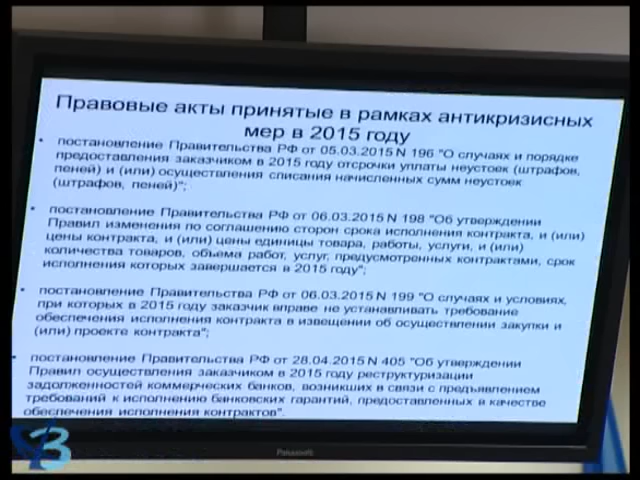 Правовые акты принятые в рамках антикризисных
мер в 2015 году
• постановление Правительства РФ от 05.03.2015 N 196 "О случаях и порядке
предоставления заказчиком в 2015 году отсрочки уплаты неустоек (штрафов,
пеней) и (или) осуществления списания начисленных сумм неустоек
(штрафов, пеней)";
• постановление Правительства РФ от 06.03.2015 N 198 "Об утверждении
Правил изменения по соглашению сторон срока исполнения контракта, и (или)
цены контракта, и (или) цены единицы товара, работы, услуги, и (или)
количества товаров, объема работ, услуг, предусмотренных контрактами, срок
исполнения которых завершается в 2015 году";
• постановление Правительства РФ от 06.03.2015 N 199 "О случаях и условиях,
при которых в 2015 году заказчик вправе не устанавливать требование
обеспечения исполнения контракта в извещении об осуществлении закупки и
(или) проекте контракта";
• постановление Правительства РФ от 28.04.2015 N 405 "Об утверждении
Правил осуществления заказчиком в 2015 году реструктуризации
задолженностей коммерческих банков, возникших в связи с предъявлением
требований к исполнению банковских гарантий, предоставленных в качестве
обеспечения исполнения контрактов".
Panasonic